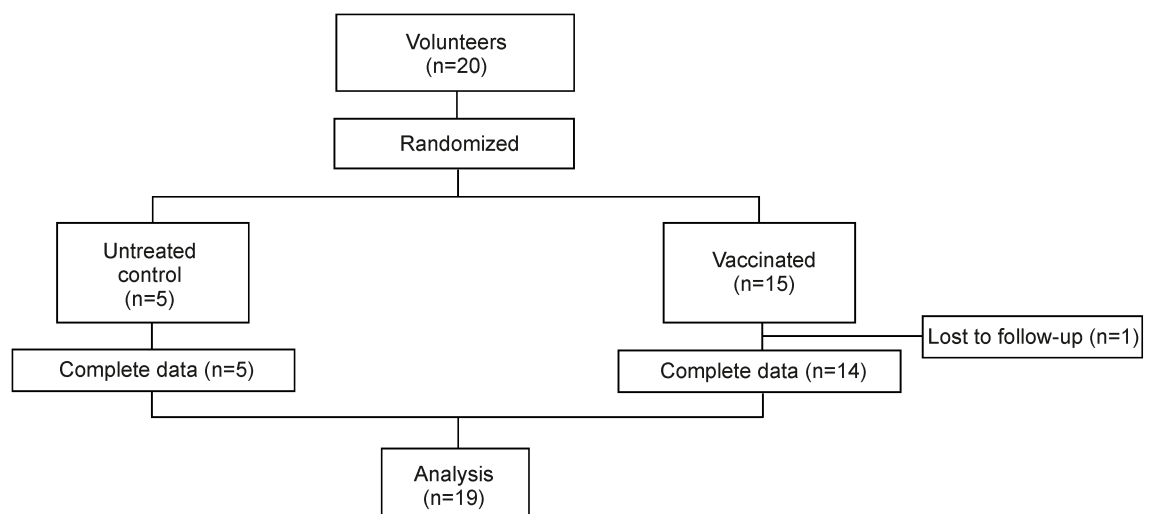 Volunteers
(n=20)
Randomized
Untreated
control
(n=5)
Vaccinated
(n=15)
Lost to follow-up (n=1)
Complete data (n=5)
Complete data (n=14)
Analysis
(n=19)